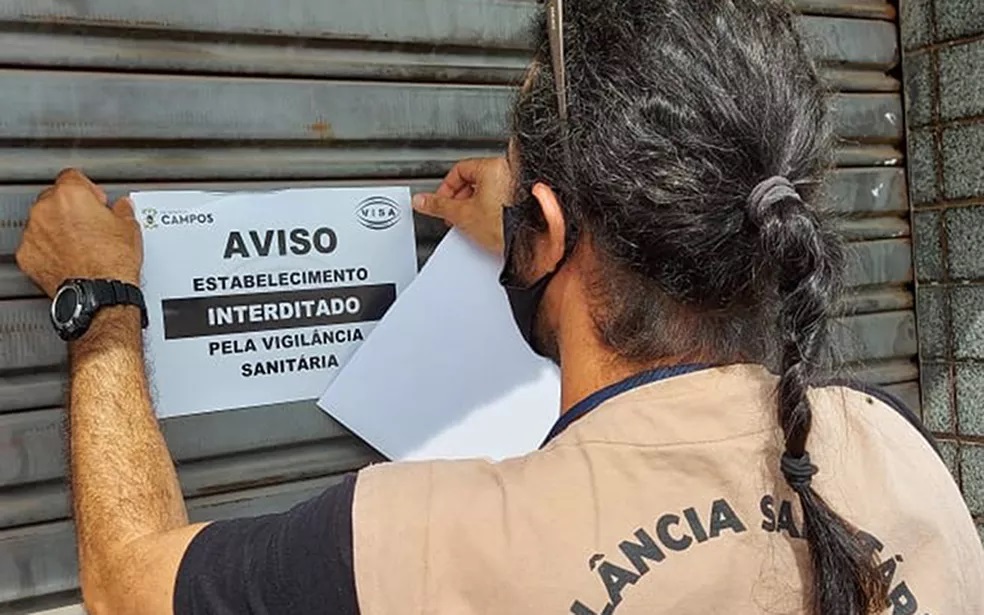 CAMPOS
VISA
AVISO
ESTABELECIMENTO
INTERDITADO
PELA VIGILÂNCIA
SANITÁRIA